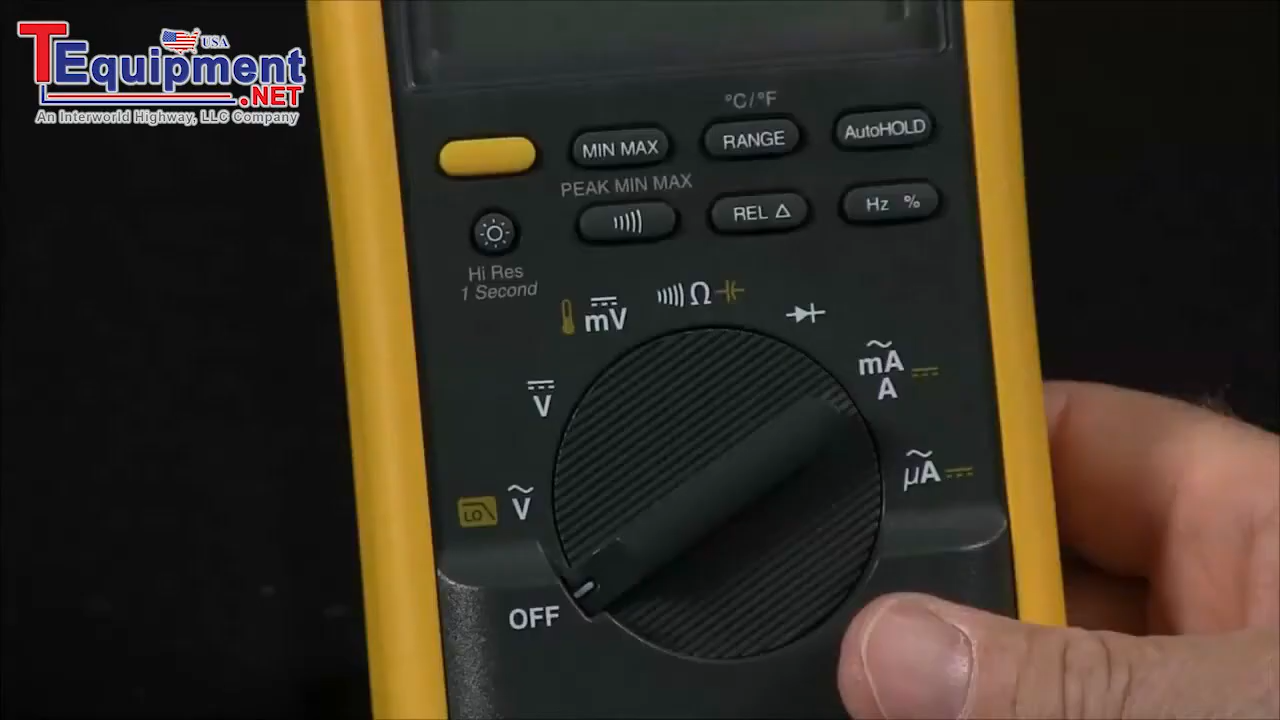 TEquipment USA
.NET
An Interworld Highway, LLC Company
°C/°F
MIN MAX
RANGE
AutoHOLD
PEAK MIN MAX
REL Δ
Hz %
Hi Res
1 Second
mV
Ω
V
mA
A
µA
LO
V
OFF